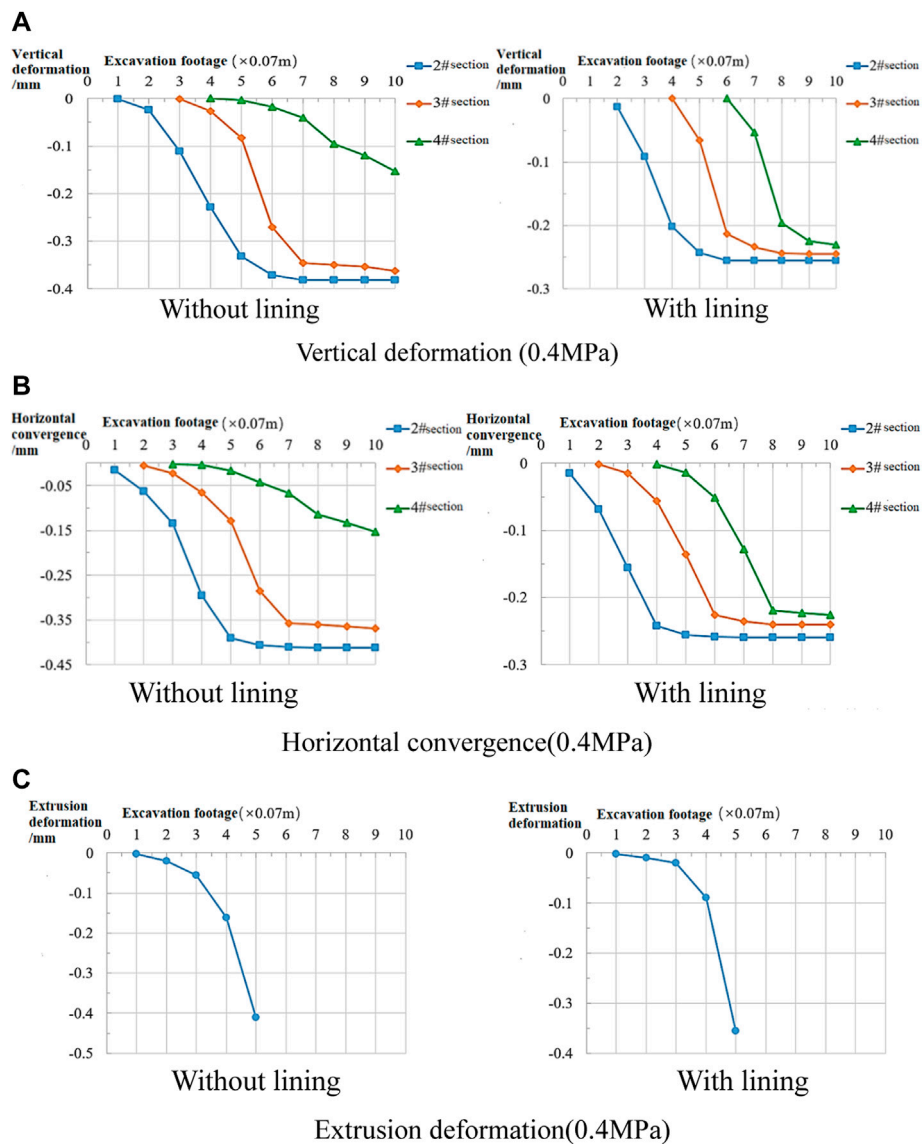 A
Vertical
deformation
/mm
Excavation footage (×0.07m)
0 1 2 3 4 5 6 7 8 9 10
0
-0.1
-0.2
-0.3
-0.4
2#section
3#section
4#section
Without lining
Vertical
deformation
/mm
Excavation footage (×0.07m)
0 1 2 3 4 5 6 7 8 9 10
0
-0.1
-0.2
-0.3
2#section
3#section
4#section
With lining
Vertical deformation (0.4MPa)
B
Horizontal
convergence
/mm
Excavation footage (×0.07m)
0 1 2 3 4 5 6 7 8 9 10
-0.05
-0.15
-0.25
-0.35
-0.45
2#section
3#section
4#section
Without lining
Horizontal
convergence
/mm
Excavation footage (×0.07m)
0 1 2 3 4 5 6 7 8 9 10
0
-0.1
-0.2
-0.3
2#section
3#section
4#section
With lining
Horizontal convergence(0.4MPa)
C
Extrusion
deformation
/mm
Excavation footage(×0.07m)
0 1 2 3 4 5 6 7 8 9 10
0
-0.1
-0.2
-0.3
-0.4
-0.5
Without lining
Extrusion
deformation
Excavation footage(×0.07m)
0 1 2 3 4 5 6 7 8 9 10
0
-0.1
-0.2
-0.3
-0.4
With lining
Extrusion deformation(0.4MPa)